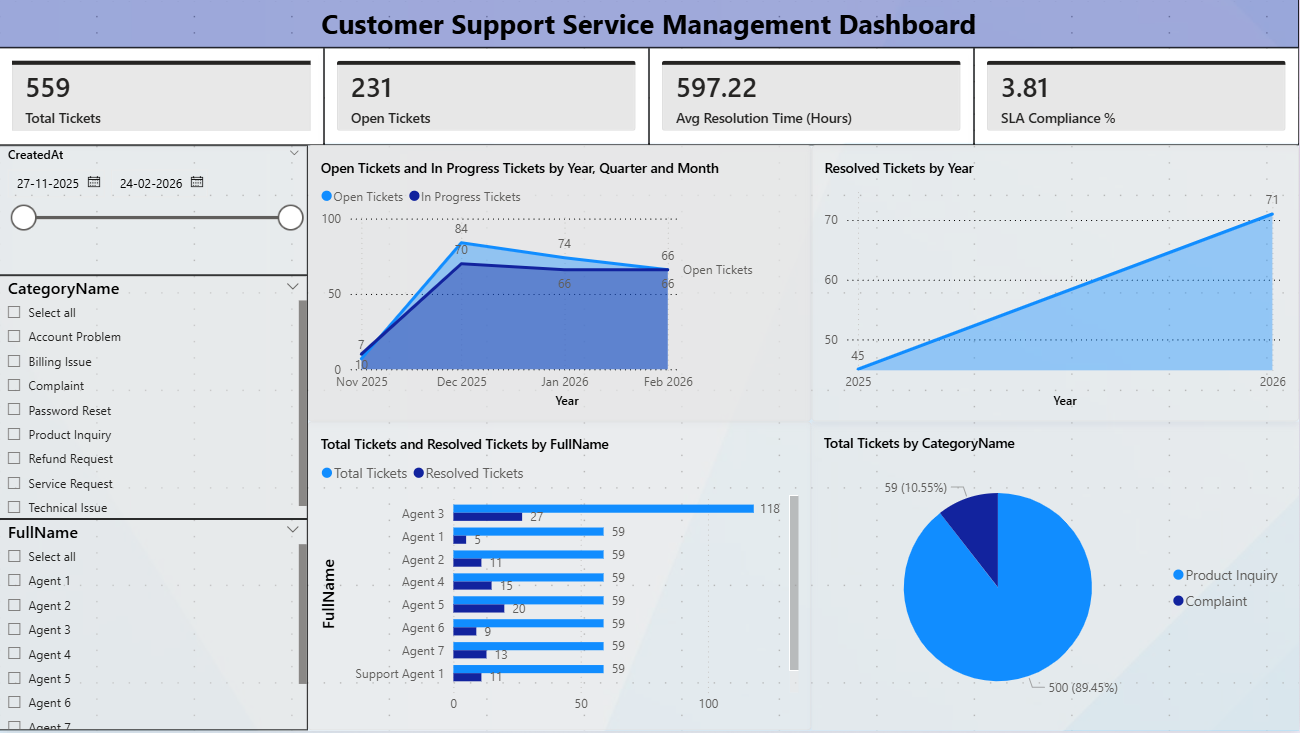 Customer Support Service Management Dashboard
559
Total Tickets
231
Open Tickets
597.22
Avg Resolution Time (Hours)
3.81
SLA Compliance %
CreatedAt
27-11-2025
24-02-2026
CategoryName
Select all
Account Problem
Billing Issue
Complaint
Password Reset
Product Inquiry
Refund Request
Service Request
Technical Issue
FullName
Select all
Agent 1
Agent 2
Agent 3
Agent 4
Agent 5
Agent 6
Agent 7
Open Tickets and In Progress Tickets by Year, Quarter and Month
Open Tickets In Progress Tickets
100
50
0
84
70
74
66
66
66
7
10
Open Tickets
Nov 2025 Dec 2025 Jan 2026 Feb 2026
Year
Resolved Tickets by Year
70
60
50
45
71
2025 2026
Year
Total Tickets and Resolved Tickets by FullName
Total Tickets Resolved Tickets
FullName
Agent 3 118
27
Agent 1 59
5
Agent 2 59
11
Agent 4 59
15
Agent 5 59
20
Agent 6 59
9
Agent 7 59
13
Support Agent 1 59
11
0 50 100
Total Tickets by CategoryName
59 (10.55%)
500 (89.45%)
Product Inquiry
Complaint